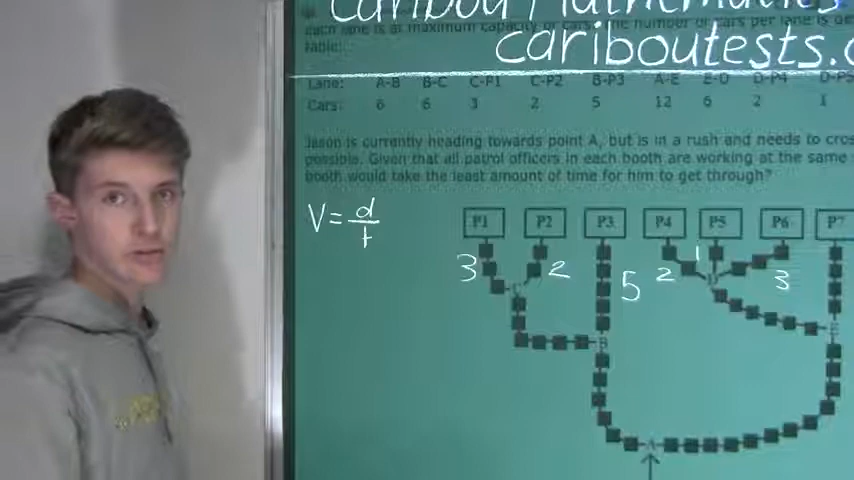 Caribou Mathematics
cariboutests.c
each lane is at maximum capacity of cars. The number of cars per lane is de
table:
Lane: A-B B-C C-P1 C-P2 B-P3 A-E E-D D-P4 D-P5
Cars: 6 6 3 2 5 12 6 2 1
Jason is currently heading towards point A, but is in a rush and needs to cros
possible. Given that all patrol officers in each booth are working at the same
booth would take the least amount of time for him to get through?
V = d/t
P1 P2 P3 P4 P5 P6 P7
3 2 5 2 1 3
C D
B E
A